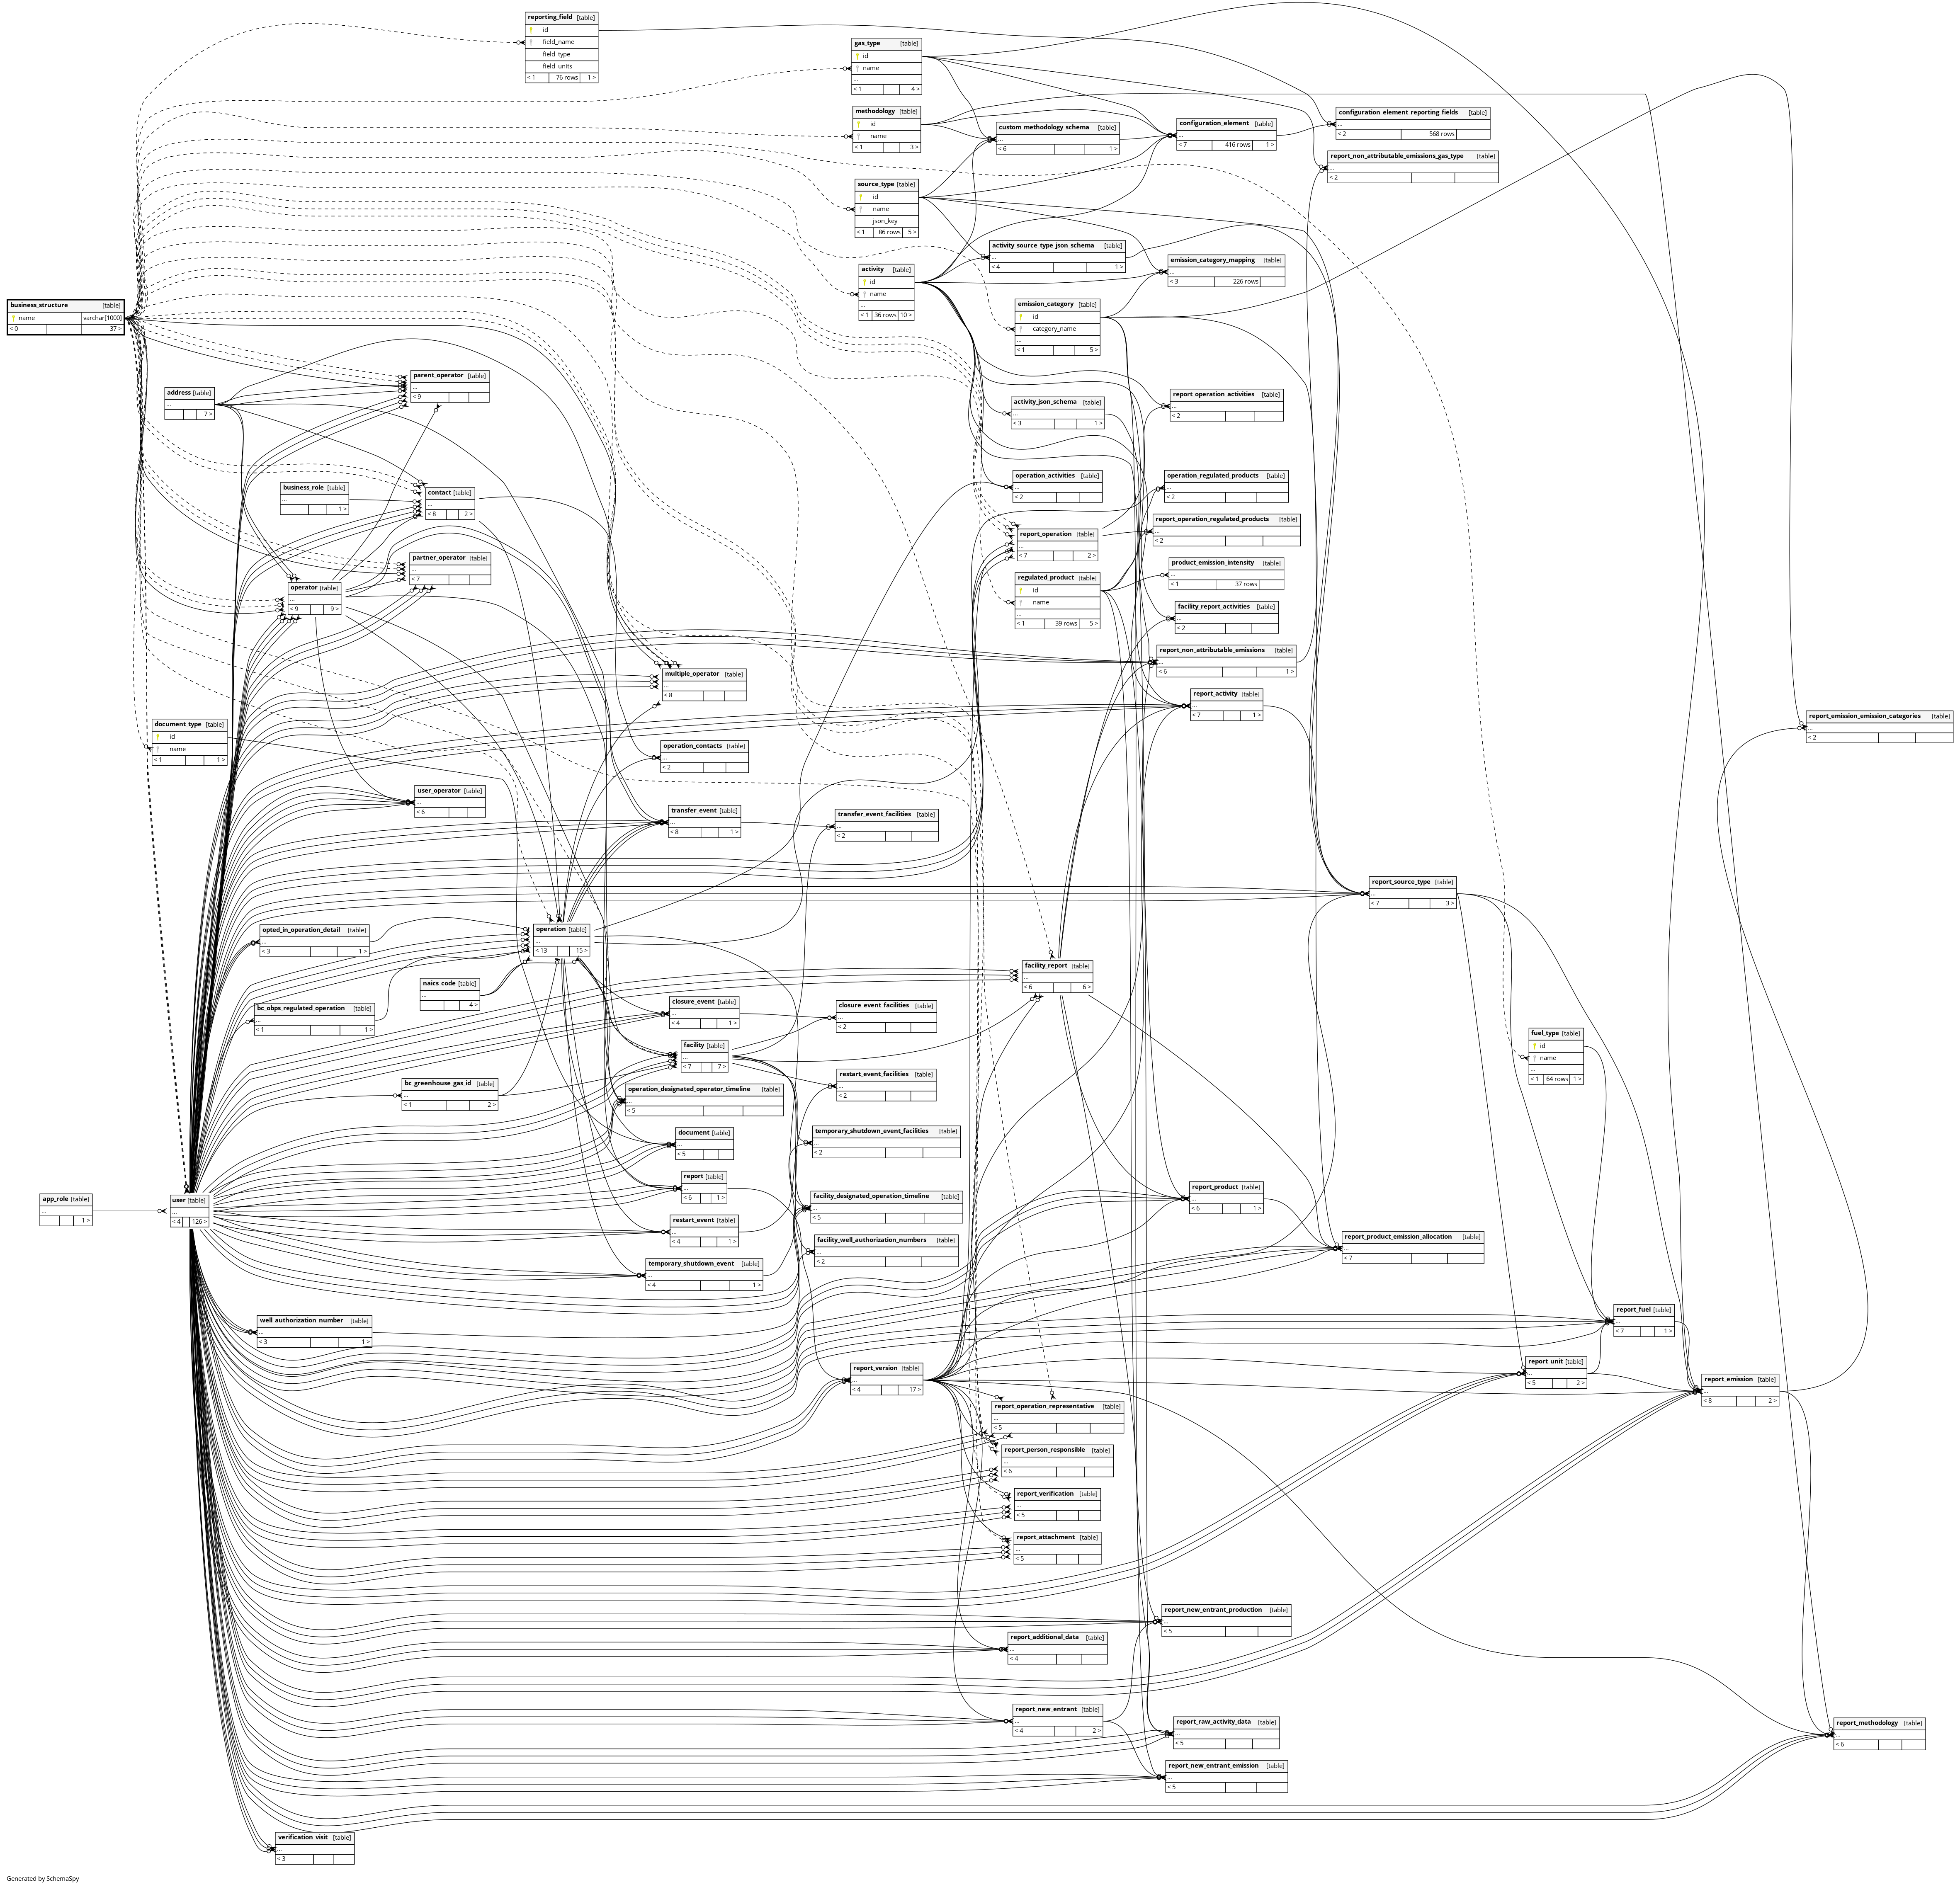 reporting_field [table]
id
field_name
field_type
field_units
< 1 76 rows 1 >
gas_type [table]
id
name
...
< 1 4 >
methodology [table]
id
name
< 1 3 >
custom_methodology_schema [table]
...
< 6 1 >
configuration_element [table]
...
< 7 416 rows 1 >
configuration_element_reporting_fields [table]
...
< 2 568 rows
report_non_attributable_emissions_gas_type [table]
...
< 2
source_type [table]
id
name
json_key
< 1 86 rows 5 >
activity_source_type_json_schema [table]
...
< 4 1 >
emission_category_mapping [table]
...
< 3 226 rows
activity [table]
id
name
...
< 1 36 rows 10 >
emission_category [table]
id
category_name
...
< 1 5 >
business_structure [table]
name varchar[1000]
< 0 37 >
address [table]
...
7 >
parent_operator [table]
...
< 9
activity_json_schema [table]
...
< 3 1 >
report_operation_activities [table]
...
< 2
business_role [table]
...
1 >
contact [table]
...
< 8 2 >
operation_activities [table]
...
< 2
operation_regulated_products [table]
...
< 2
report_operation [table]
...
< 7 2 >
report_operation_regulated_products [table]
...
< 2
partner_operator [table]
...
< 7
operator [table]
...
< 9 9 >
regulated_product [table]
id
name
...
< 1 39 rows 5 >
product_emission_intensity [table]
...
< 1 37 rows
facility_report_activities [table]
...
< 2
report_non_attributable_emissions [table]
...
< 6 1 >
multiple_operator [table]
...
< 8
report_activity [table]
...
< 7 1 >
document_type [table]
id
name
< 1 1 >
report_emission_emission_categories [table]
...
< 2
operation_contacts [table]
...
< 2
user_operator [table]
...
< 6
transfer_event [table]
...
< 8 1 >
transfer_event_facilities [table]
...
< 2
report_source_type [table]
...
< 7 3 >
opted_in_operation_detail [table]
...
< 3 1 >
operation [table]
...
< 13 15 >
naics_code [table]
...
4 >
facility_report [table]
...
< 6 6 >
bc_obps_regulated_operation [table]
...
< 1 1 >
closure_event [table]
...
< 4 1 >
closure_event_facilities [table]
...
< 2
fuel_type [table]
id
name
...
< 1 64 rows 1 >
facility [table]
...
< 7 7 >
restart_event_facilities [table]
...
< 2
bc_greenhouse_gas_id [table]
...
< 1 2 >
operation_designated_operator_timeline [table]
...
< 5
document [table]
...
< 5
temporary_shutdown_event_facilities [table]
...
< 2
report [table]
...
< 6 1 >
app_role [table]
...
1 >
user [table]
...
< 4 126 >
facility_designated_operation_timeline [table]
...
< 5
report_product [table]
...
< 6 1 >
restart_event [table]
...
< 4 1 >
facility_well_authorization_numbers [table]
...
< 2
report_product_emission_allocation [table]
...
< 7
temporary_shutdown_event [table]
...
< 4 1 >
well_authorization_number [table]
...
< 3 1 >
report_fuel [table]
...
< 7 1 >
report_version [table]
...
< 4 17 >
report_unit [table]
...
< 5 2 >
report_emission [table]
...
< 8 2 >
report_operation_representative [table]
...
< 5
report_person_responsible [table]
...
< 6
report_verification [table]
...
< 5
report_attachment [table]
...
< 5
report_new_entrant_production [table]
...
< 5
report_additional_data [table]
...
< 4
report_new_entrant [table]
...
< 4 2 >
report_raw_activity_data [table]
...
< 5
report_methodology [table]
...
< 6
report_new_entrant_emission [table]
...
< 5
verification_visit [table]
...
< 3
Generated by SchemaSpy